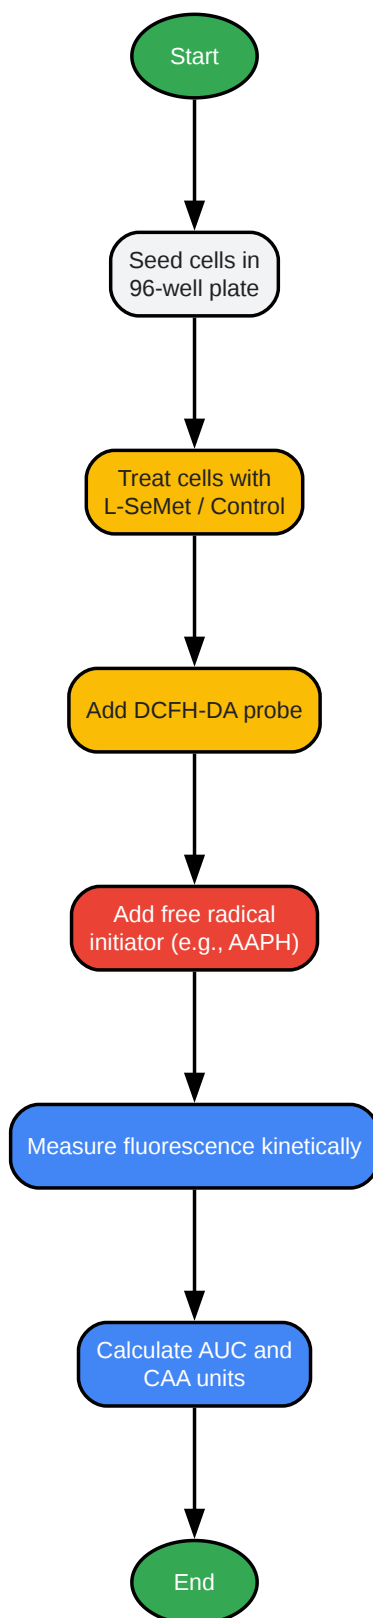 Start
Seed cells in
96-well plate
Treat cells with
L-SeMet / Control
Add DCFH-DA probe
Add free radical
initiator (e.g., AAPH)
Measure fluorescence kinetically
Calculate AUC and
CAA units
End